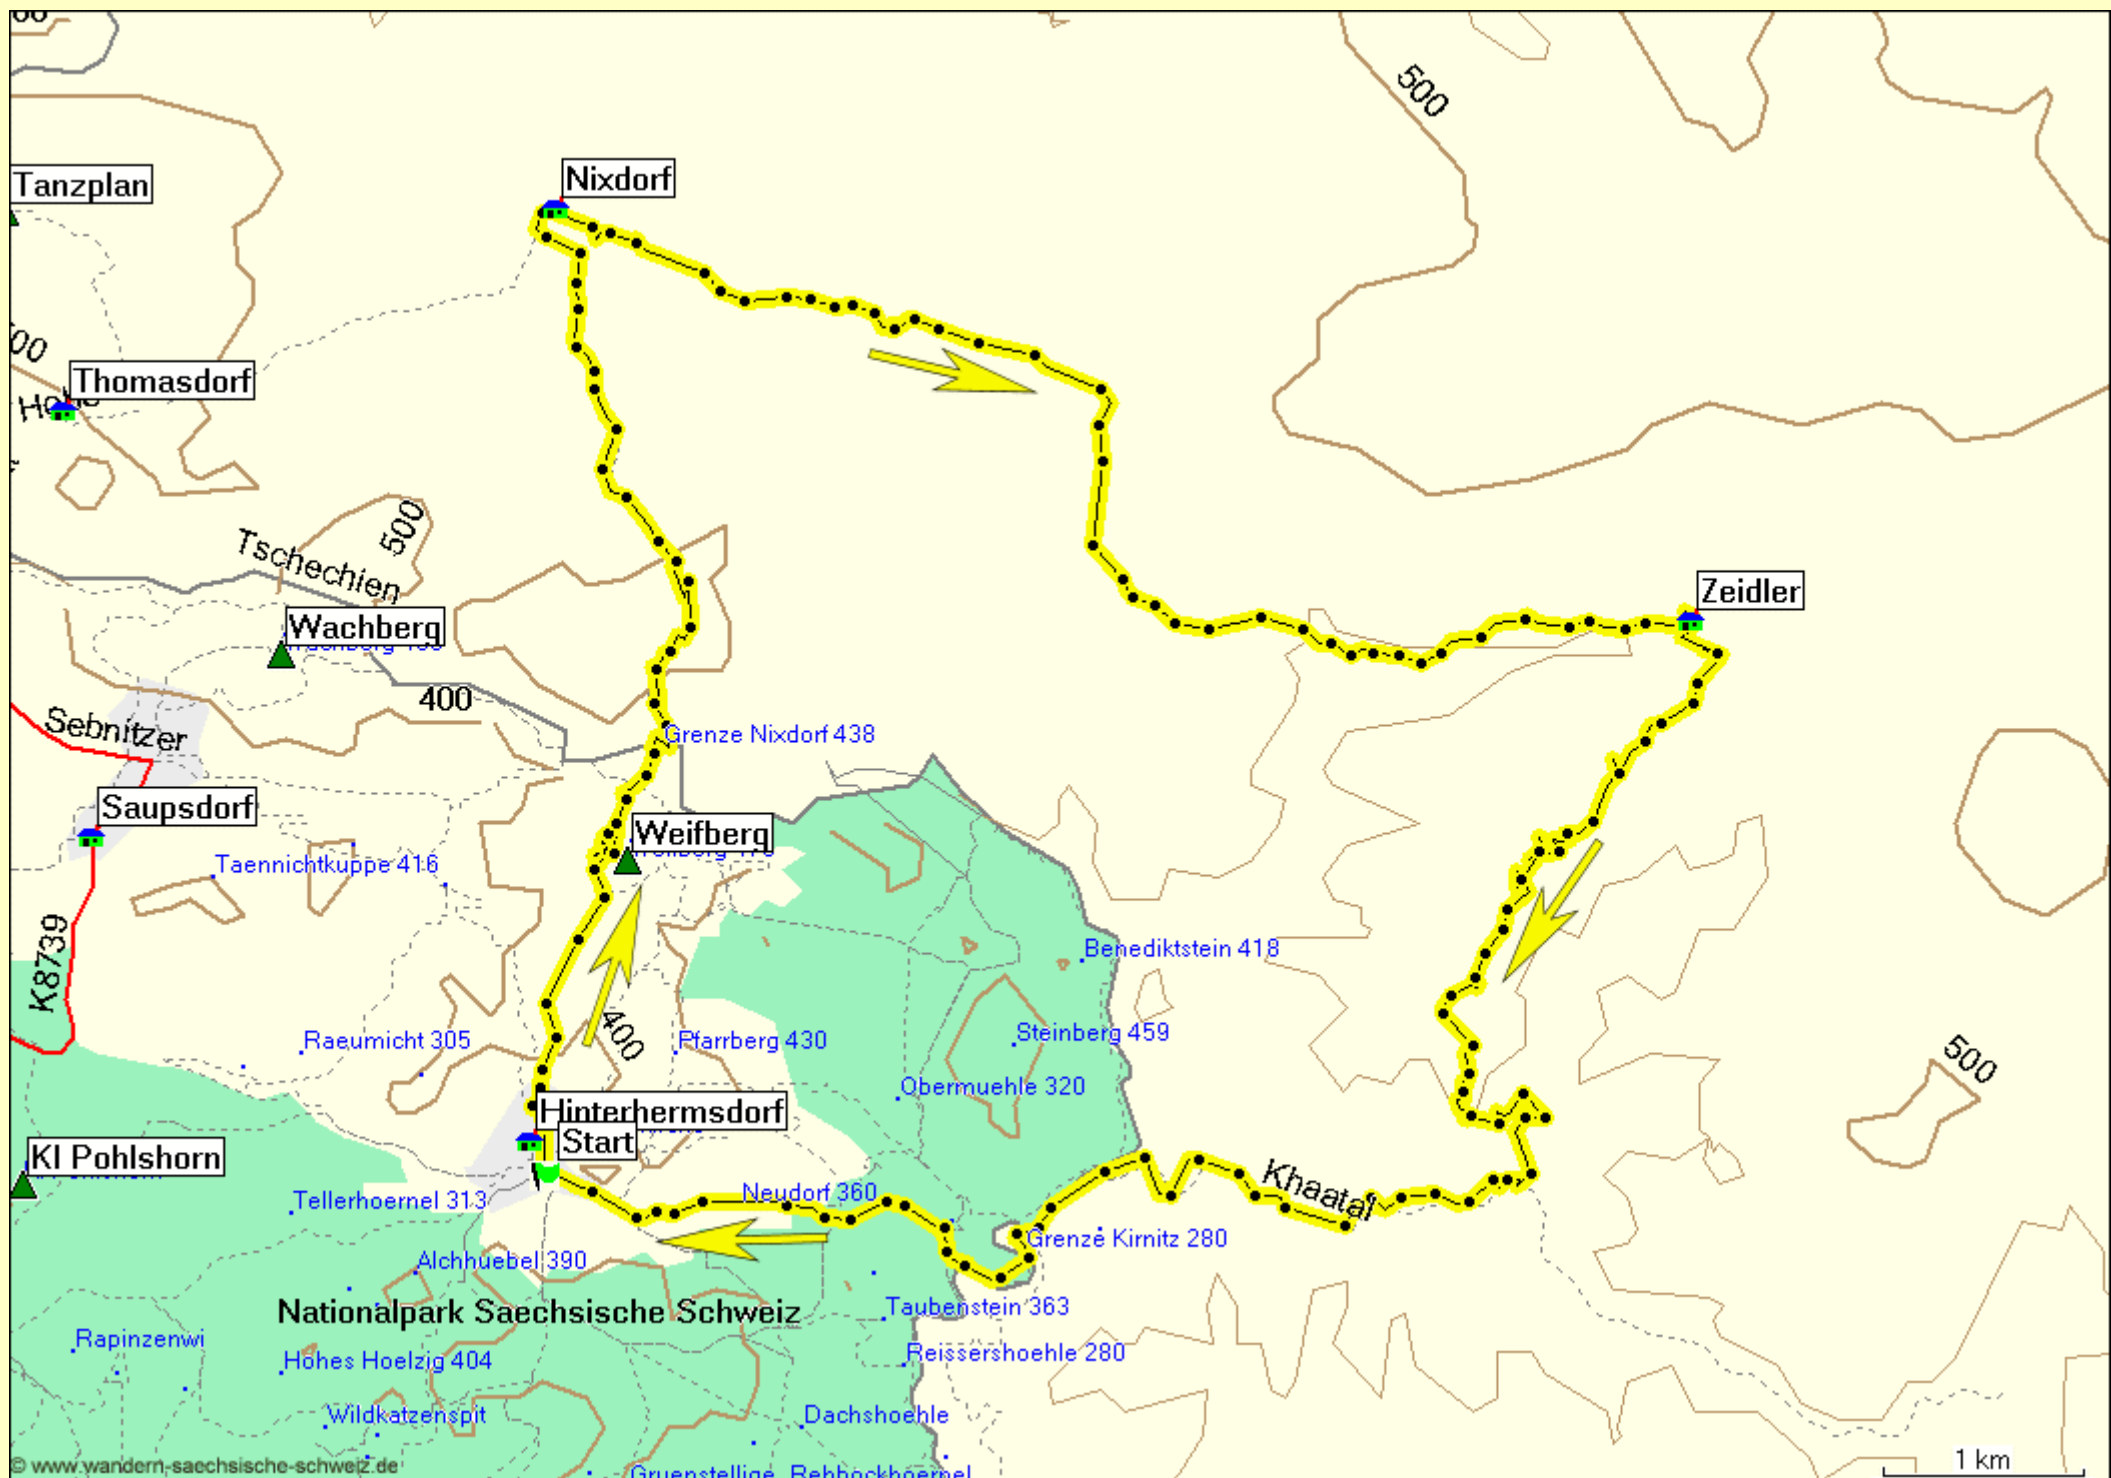 500
Nixdorf
Tanzplan
Thomasdorf
500
Tschechien
Zeidler
Wachberg
400
Sebnitzer
Grenze Nixdorf 438
Saupsdorf
Weifberg
Taennichtkuppe 416
K8739
Benediktstein 418
400
Raeumicht 305
Pfarrberg 430
Steinberg 459
500
Obermuehle 320
Hinterhermsdorf
Start
Kl Pohlshorn
Khaatal
Tellerhoernel 313
Neudorf 360
Grenze Kirnitz 280
Alchhuebel 390
Nationalpark Saechsische Schweiz
Taubenstein 363
Rapinzenwi
Hohes Hoelzig 404
Reissershoehle 280
Wildkatzenspit
Dachshoehle
© www.wandern-saechsische-schweiz.de
Gruenstellige
Rehbockhoernel
1 km